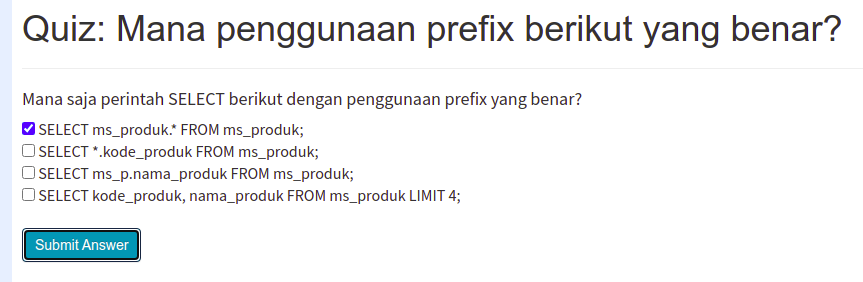 Quiz: Mana penggunaan prefix berikut yang benar?
Mana saja perintah SELECT berikut dengan penggunaan prefix yang benar?
SELECT ms_produk.* FROM ms_produk;
SELECT *.kode_produk FROM ms_produk;
SELECT ms_p.nama_produk FROM ms_produk;
SELECT kode_produk, nama_produk FROM ms_produk LIMIT 4;
Submit Answer